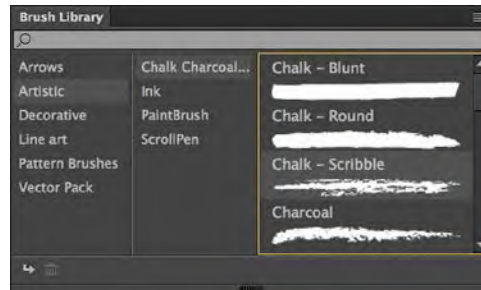 Brush Library
Arrows
Artistic
Decorative
Line art
Pattern Brushes
Vector Pack
Chalk Charcoal...
Ink
PaintBrush
ScrollPen
Chalk – Blunt
Chalk – Round
Chalk – Scribble
Charcoal